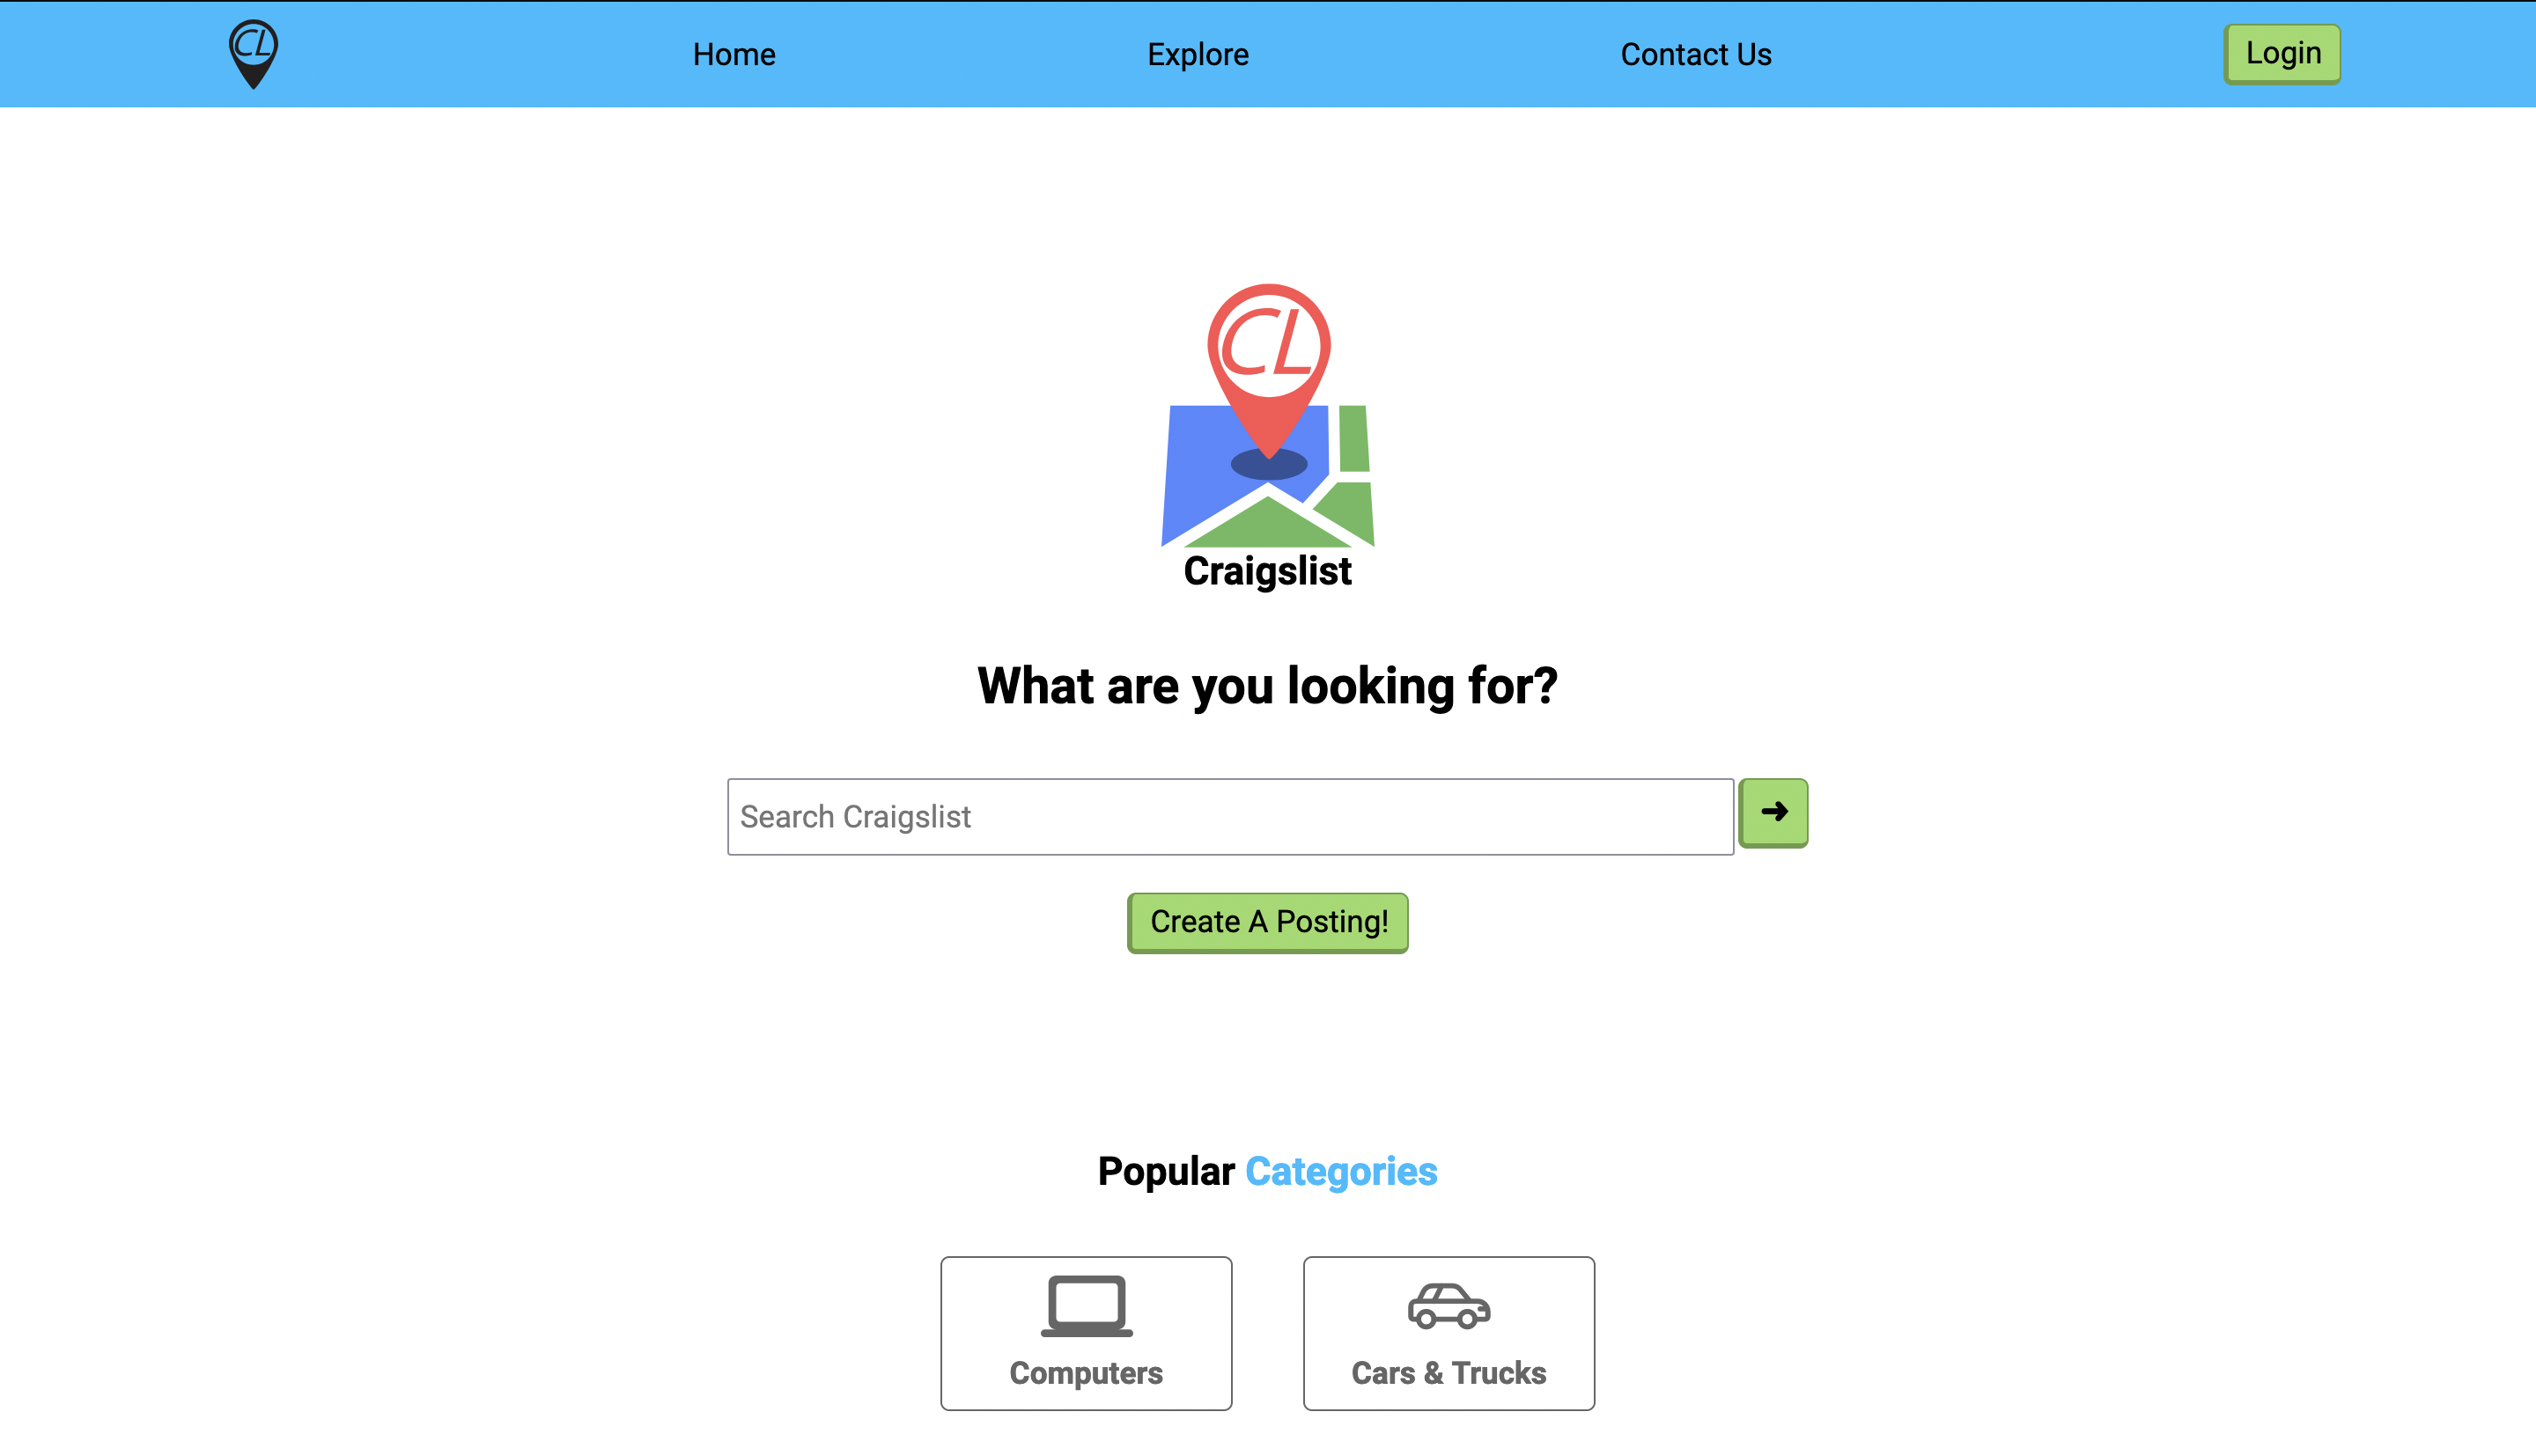 CL
Home
Explore
Contact Us
Login
CL
Craigslist
What are you looking for?
Search Craigslist
Create A Posting!
Popular Categories
Computers
Cars & Trucks